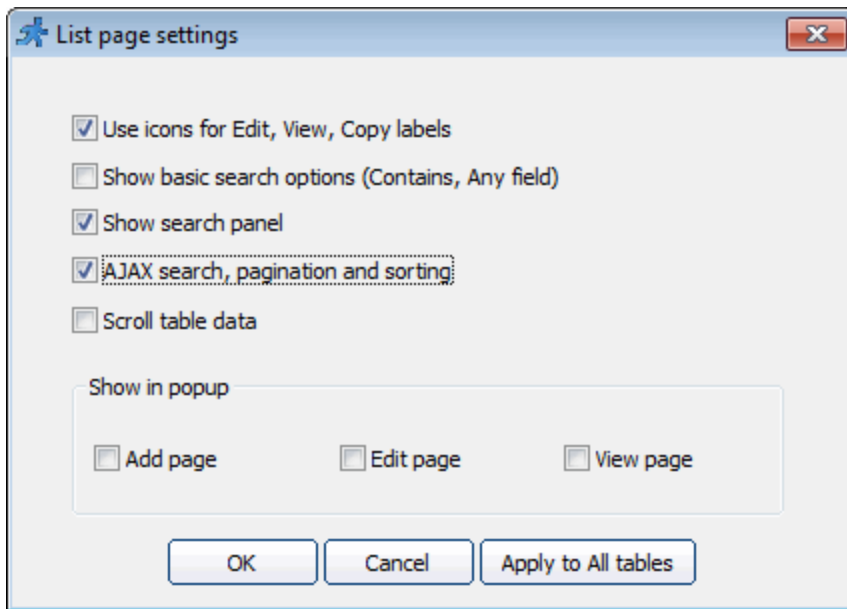 List page settings
Use icons for Edit, View, Copy labels
Show basic search options (Contains, Any field)
Show search panel
AJAX search, pagination and sorting
Scroll table data
Show in popup
Add page Edit page View page
OK Cancel Apply to All tables